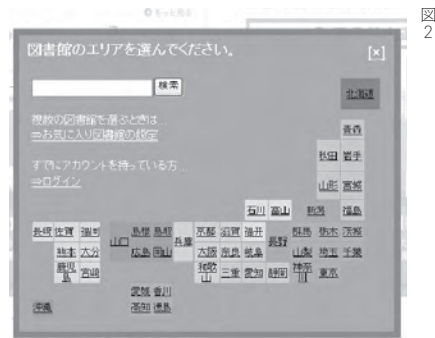 図2
もっと見る
図書館のエリアを選んでください。 [×]
検索
北海道
複数の図書館を選ぶときは...
⇒お気に入り図書館の設定
青森
秋田 岩手
すでにアカウントを持っている方...
⇒ログイン
山形 宮城
石川 富山 新潟 福島
長崎 佐賀 福岡 山口 島根 鳥取 兵庫 京都 滋賀 福井 長野 群馬 栃木 茨城
熊本 大分 広島 岡山 大阪 奈良 岐阜 山梨 埼玉 千葉
鹿児島 宮崎 和歌山 三重 愛知 静岡 神奈川 東京
愛媛 香川
沖縄 高知 徳島